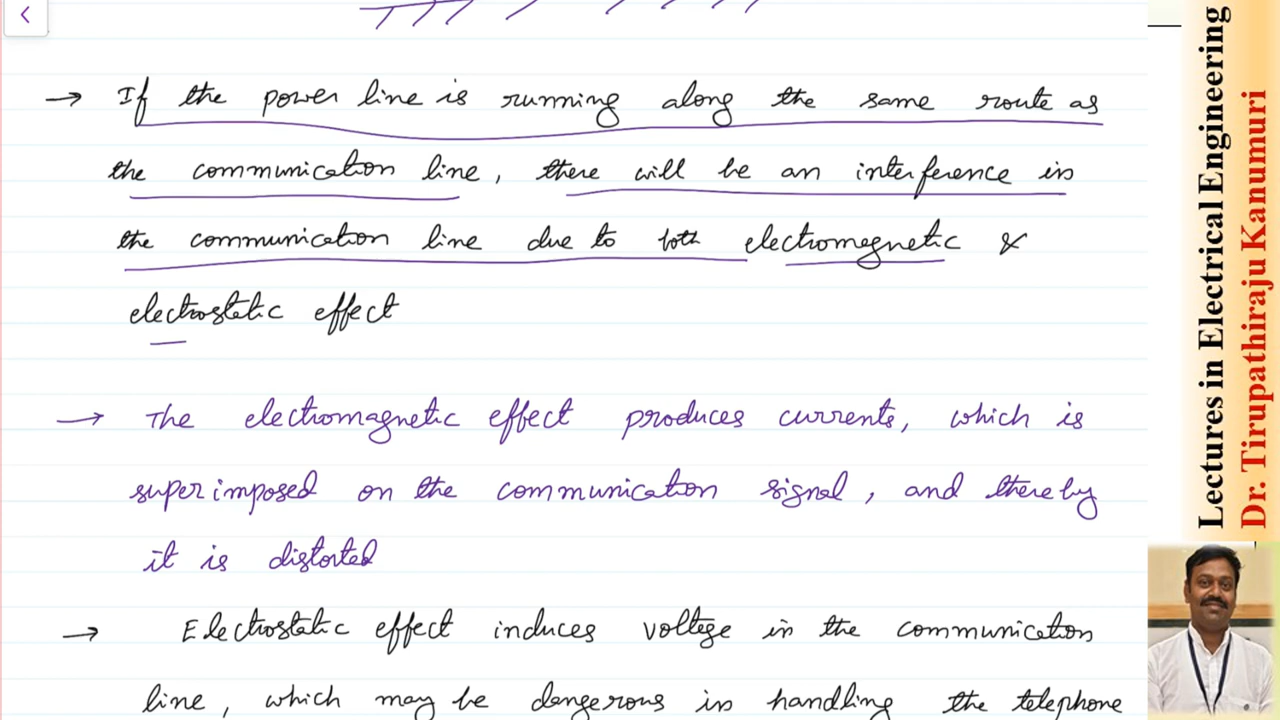 → If the power line is running along the same route as
the communication line, there will be an interference in
the communication line due to both electromegnetic &
electrostatic effect
→ The electromagnetic effect produces currents, which is
superimposed on the communication signal, and thereby
it is distorted
→ Electrostatic effect induces voltage in the communication
line, which may be dangerous in handling the telephone
Lectures in Electrical Engineering
Dr. Tirupathiraju Kanumuri